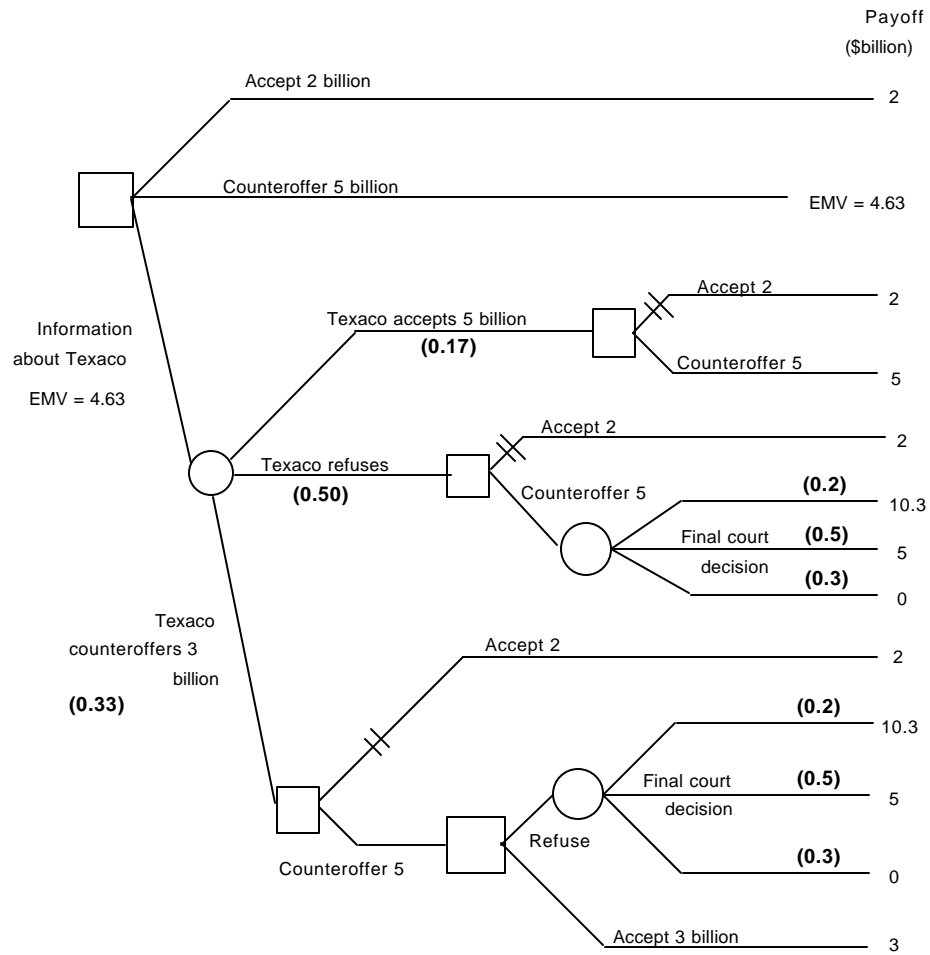 Payoff
($billion)
Accept 2 billion
2
Counteroffer 5 billion
EMV = 4.63
Information
about Texaco
EMV = 4.63
Accept 2
2
Texaco accepts 5 billion
(0.17)
Counteroffer 5
5
Accept 2
2
Texaco refuses
(0.50)
Counteroffer 5
(0.2)
10.3
Final court
decision
(0.5)
5
(0.3)
0
Texaco
counteroffers 3
billion
(0.33)
Accept 2
2
(0.2)
10.3
Final court
decision
(0.5)
5
Refuse
(0.3)
0
Counteroffer 5
Accept 3 billion
3